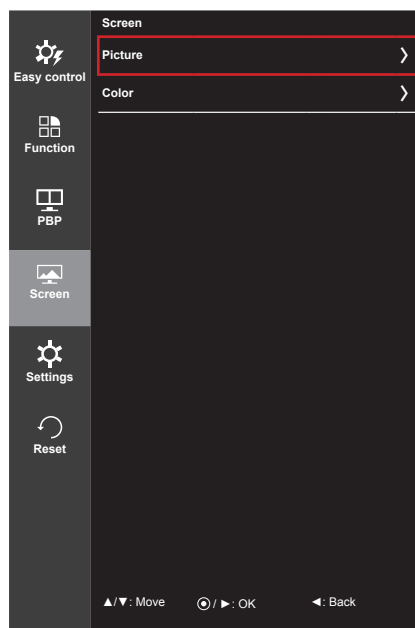 Screen
Picture
Color
Easy control
Function
PBP
Screen
Settings
Reset
▲/▼: Move ⦿ / ►: OK ◄: Back